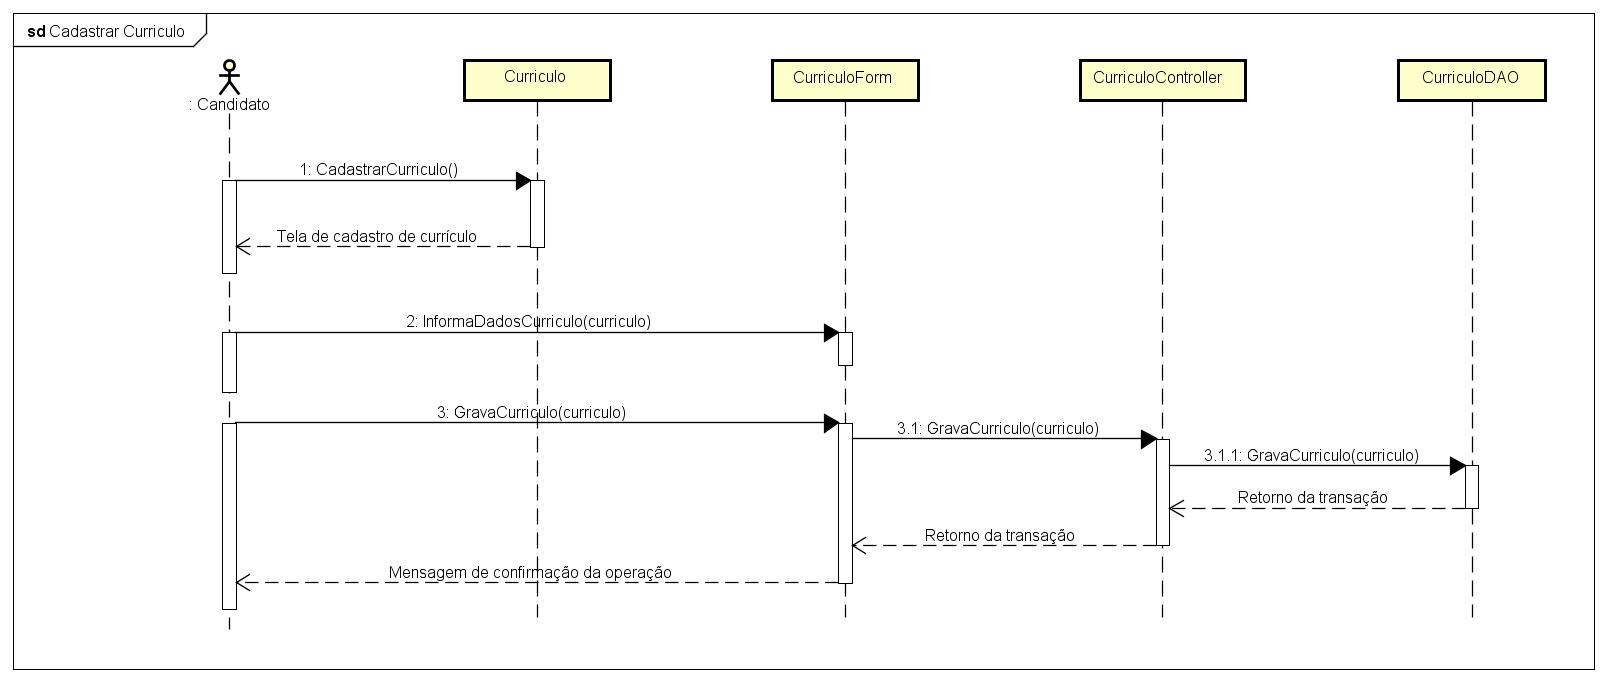 sd Cadastrar Curriculo
: Candidato
Curriculo
CurriculoForm
CurriculoController
CurriculoDAO
1: CadastrarCurriculo()
Tela de cadastro de currículo
2: InformaDadosCurriculo(curriculo)
3: GravaCurriculo(curriculo)
3.1: GravaCurriculo(curriculo)
3.1.1: GravaCurriculo(curriculo)
Retorno da transação
Retorno da transação
Mensagem de confirmação da operação